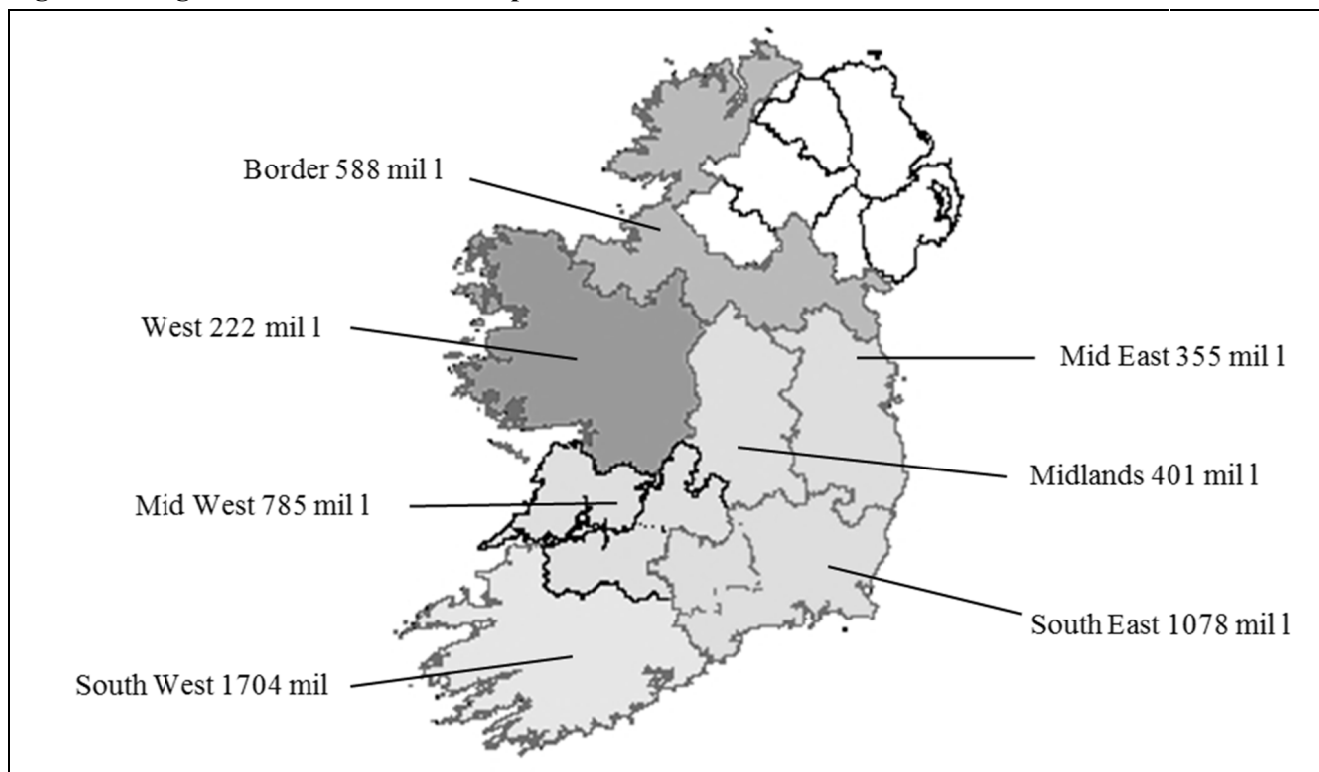 Border 588 mil l
West 222 mil l
Mid East 355 mil l
Midlands 401 mil l
Mid West 785 mil l
South East 1078 mil l
South West 1704 mil